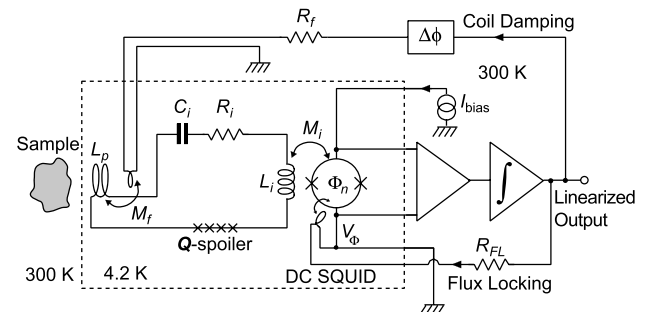 R_f
Δϕ
Coil Damping
300 K
I_bias
C_i
R_i
M_i
Sample
L_p
L_i
Φ_n
∫
M_f
Linearized
Output
V_Φ
R_FL
Q-spoiler
300 K
4.2 K
DC SQUID
Flux Locking